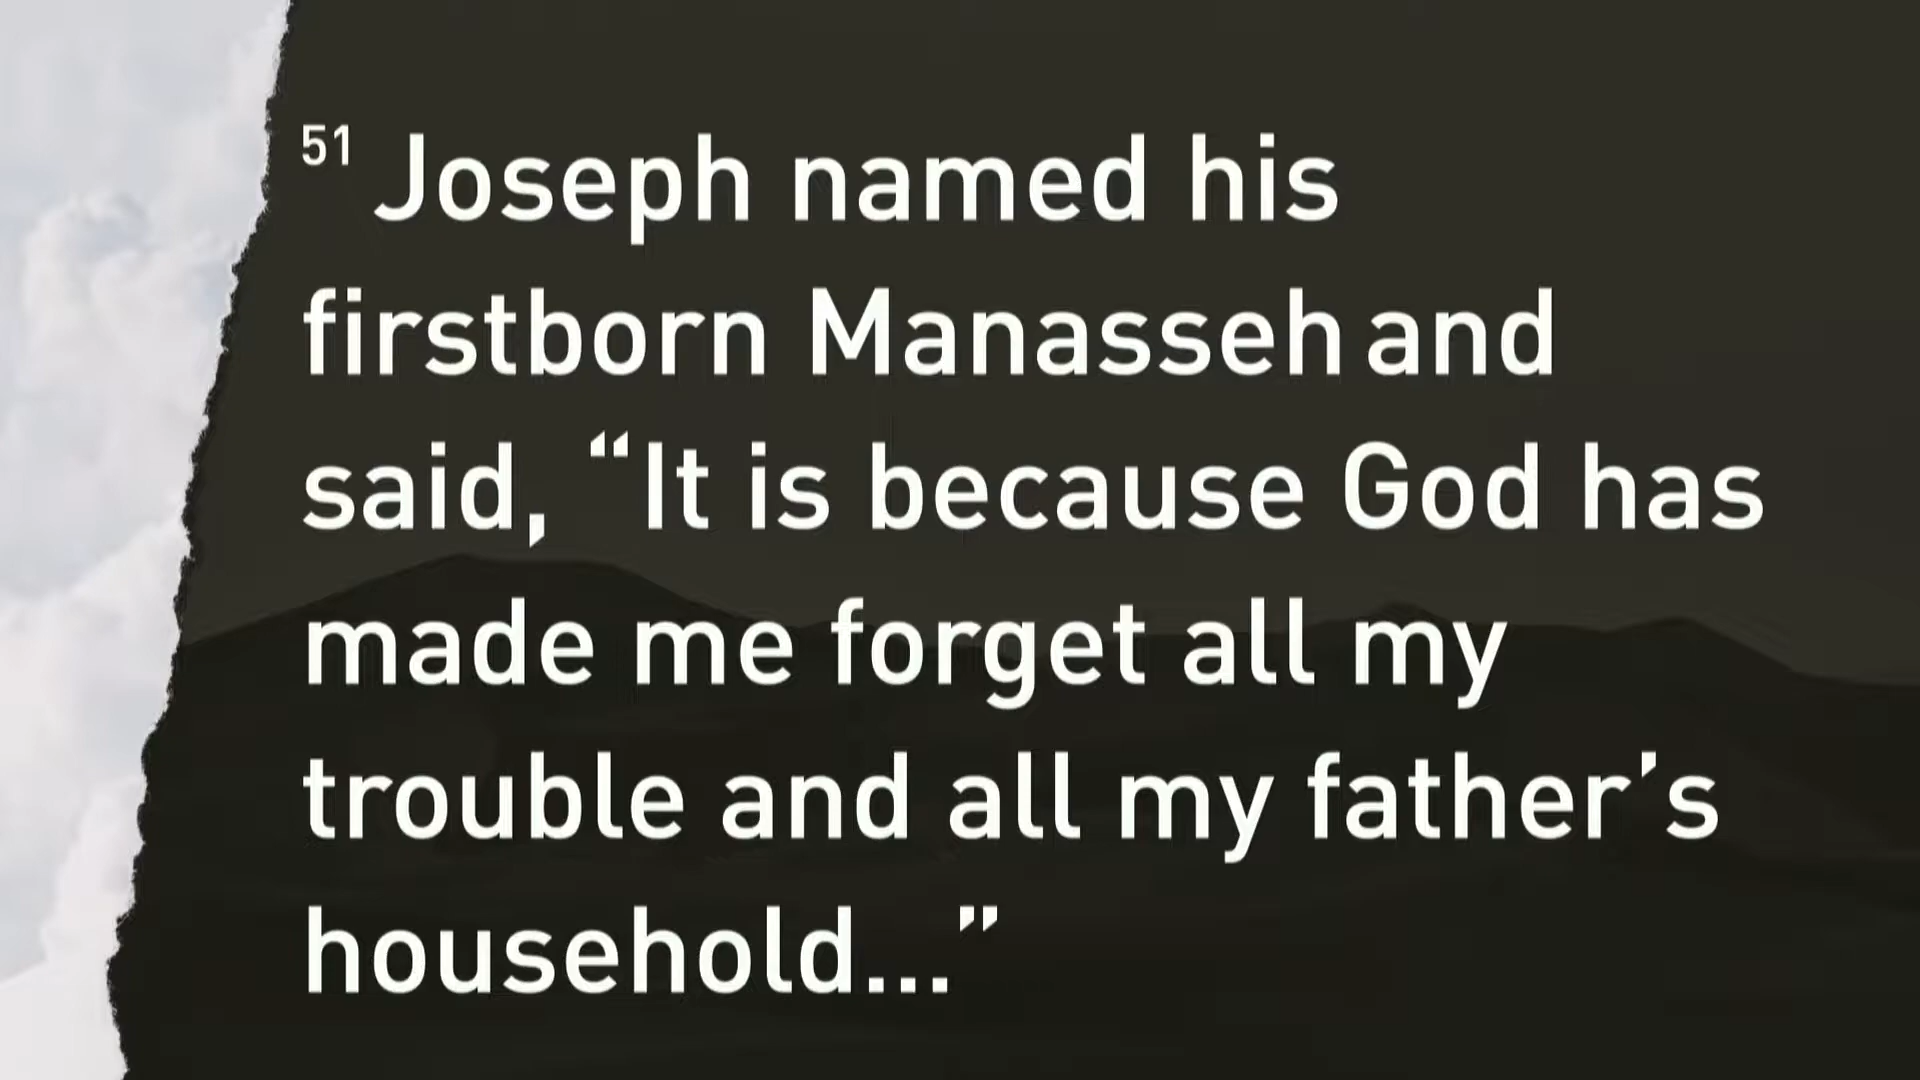 51 Joseph named his
firstborn Manasseh and
said, “It is because God has
made me forget all my
trouble and all my father’s
household...”